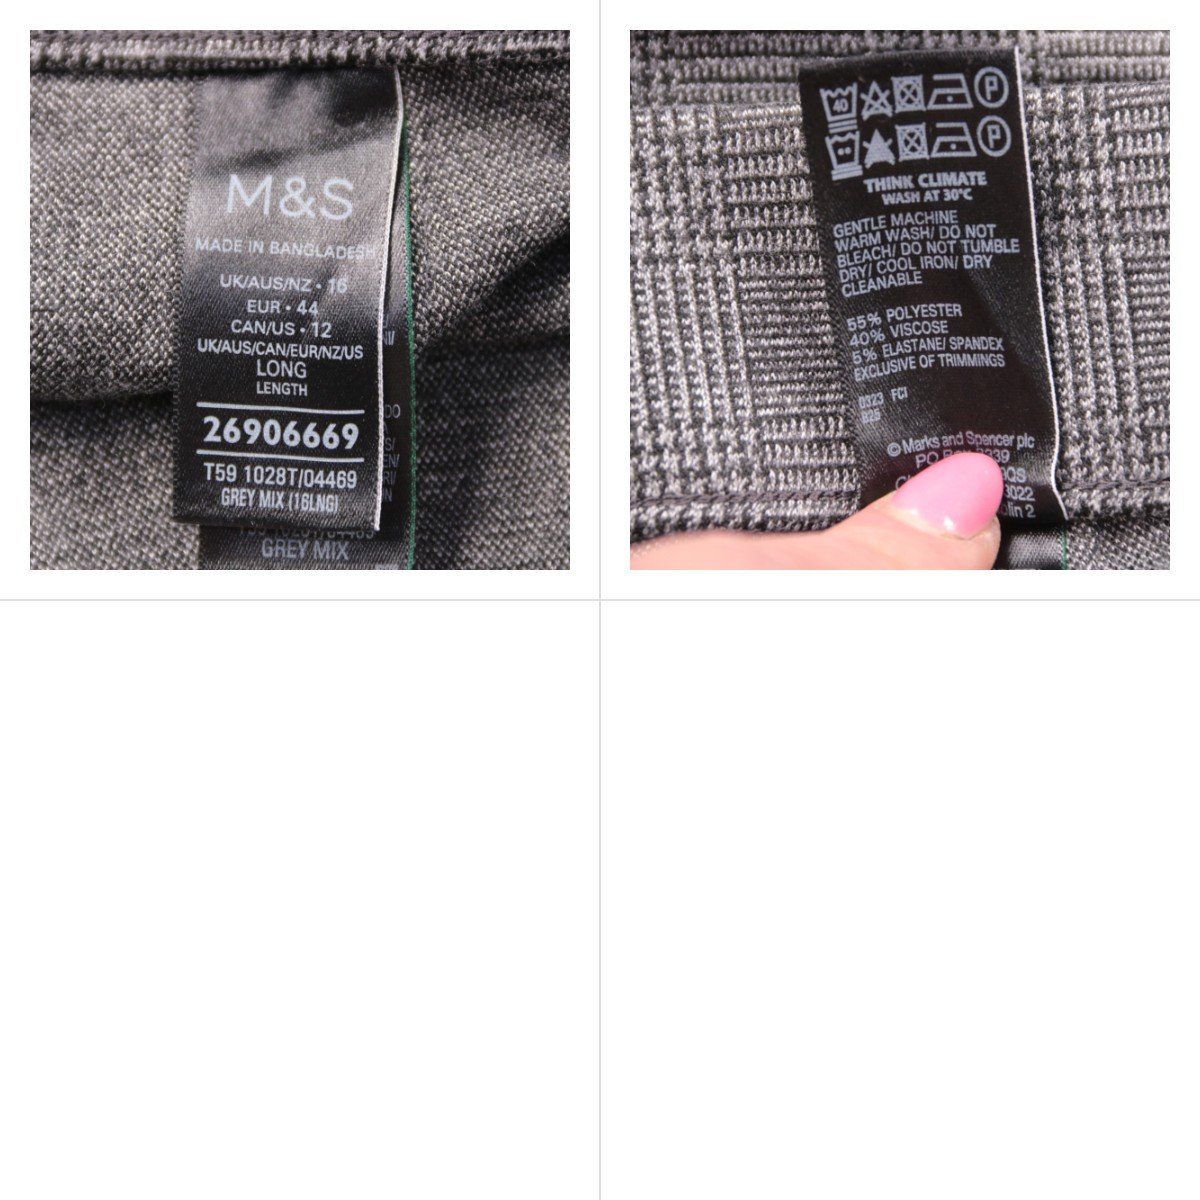 M&S
MADE IN BANGLADESH
UK/AUS/NZ • 16
EUR • 44
CAN/US • 12
UK/AUS/CAN/EUR/NZ/US
LONG
LENGTH
26906669
T59 1028T/04469
GREY MIX (16LNG)
GREY MIX
40
P
P
THINK CLIMATE
WASH AT 30°C
GENTLE MACHINE
WARM WASH/ DO NOT
BLEACH/ DO NOT TUMBLE
DRY/ COOL IRON/ DRY
CLEANABLE
55% POLYESTER
40% VISCOSE
5% ELASTANE/ SPANDEX
EXCLUSIVE OF TRIMMINGS
FCI
© Marks and Spencer plc
PO